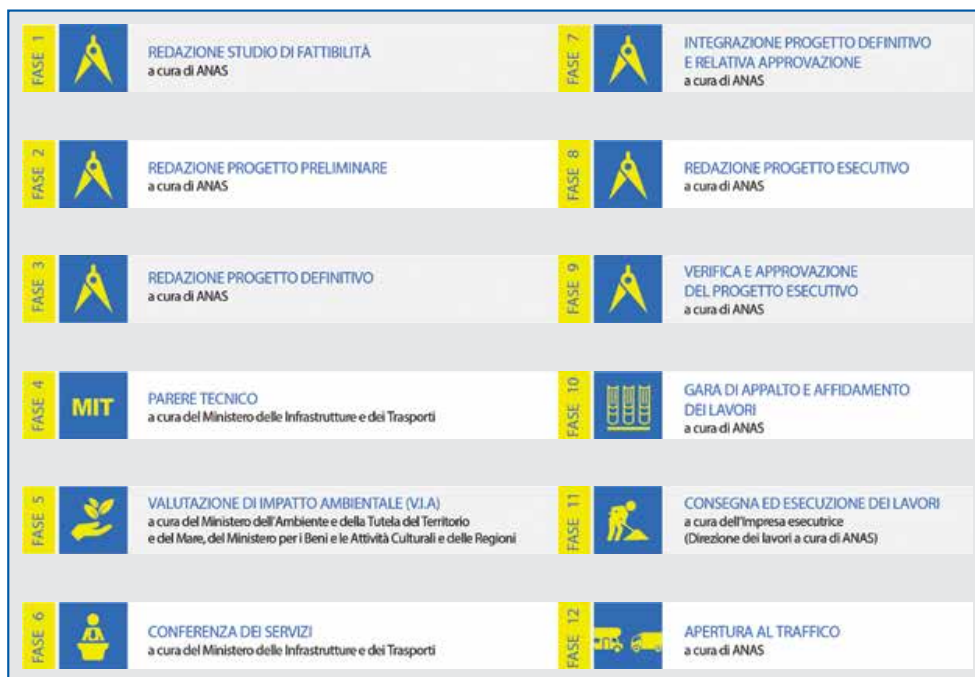 FASE 1
REDAZIONE STUDIO DI FATTIBILITÀ
a cura di ANAS
FASE 2
REDAZIONE PROGETTO PRELIMINARE
a cura di ANAS
FASE 3
REDAZIONE PROGETTO DEFINITIVO
a cura di ANAS
FASE 4
MIT
PARERE TECNICO
a cura del Ministero delle Infrastrutture e dei Trasporti
FASE 5
VALUTAZIONE DI IMPATTO AMBIENTALE (V.I.A)
a cura del Ministero dell'Ambiente e della Tutela del Territorio
e del Mare, del Ministero per i Beni e le Attività Culturali e delle Regioni
FASE 6
CONFERENZA DEI SERVIZI
a cura del Ministero delle Infrastrutture e dei Trasporti
FASE 7
INTEGRAZIONE PROGETTO DEFINITIVO
E RELATIVA APPROVAZIONE
a cura di ANAS
FASE 8
REDAZIONE PROGETTO ESECUTIVO
a cura di ANAS
FASE 9
VERIFICA E APPROVAZIONE
DEL PROGETTO ESECUTIVO
a cura di ANAS
FASE 10
GARA DI APPALTO E AFFIDAMENTO
DEI LAVORI
a cura di ANAS
FASE 11
CONSEGNA ED ESECUZIONE DEI LAVORI
a cura dell'Impresa esecutrice
(Direzione dei lavori a cura di ANAS)
FASE 12
APERTURA AL TRAFFICO
a cura di ANAS